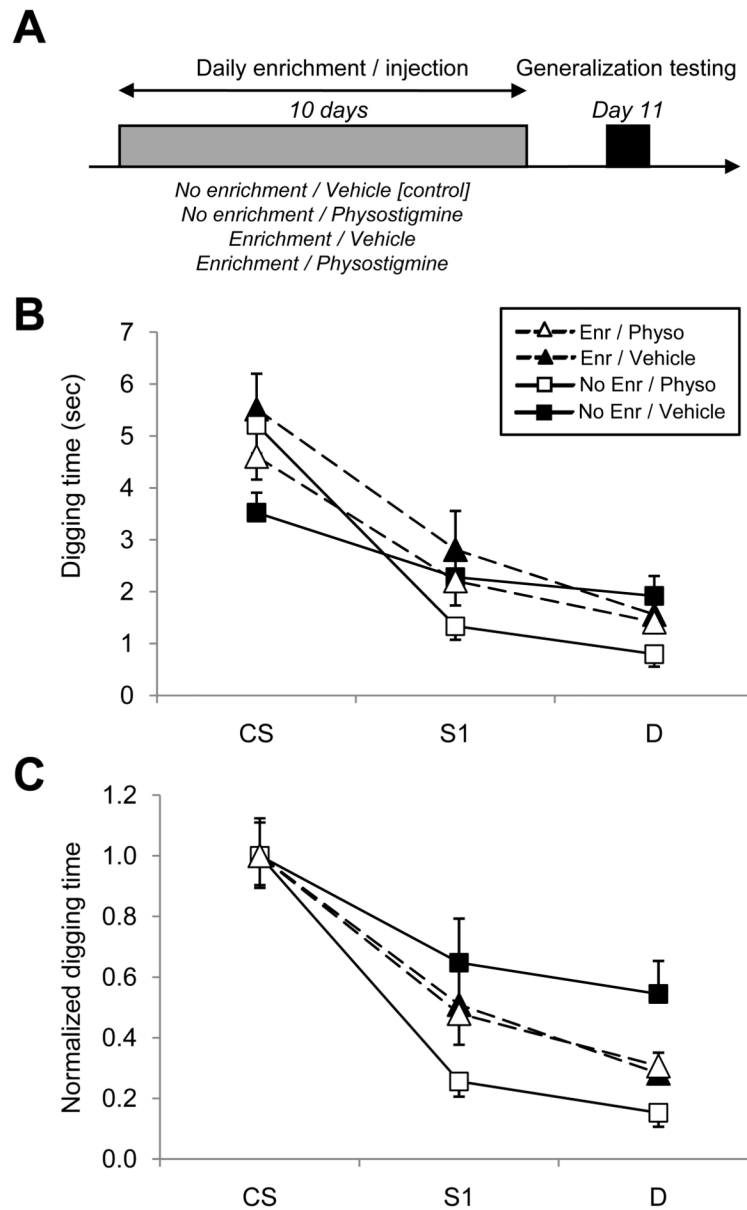 A
Daily enrichment / injection
Generalization testing
10 days
Day 11
No enrichment / Vehicle [control]
No enrichment / Physostigmine
Enrichment / Vehicle
Enrichment / Physostigmine
B
7
6
5
4
3
2
1
0
Digging time (sec)
Enr / Physo
Enr / Vehicle
No Enr / Physo
No Enr / Vehicle
CS S1 D
C
1.2
1.0
0.8
0.6
0.4
0.2
0.0
Normalized digging time
CS S1 D